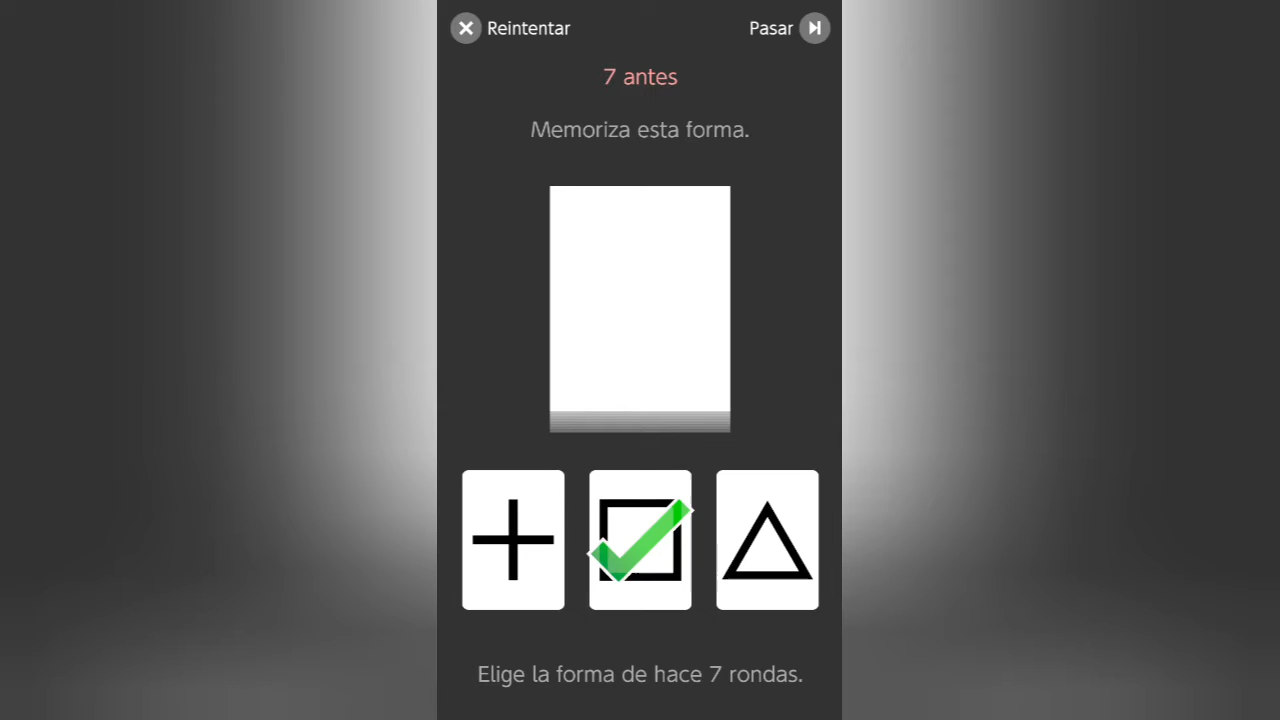 Reintentar
Pasar
7 antes
Memoriza esta forma.
Elige la forma de hace 7 rondas.